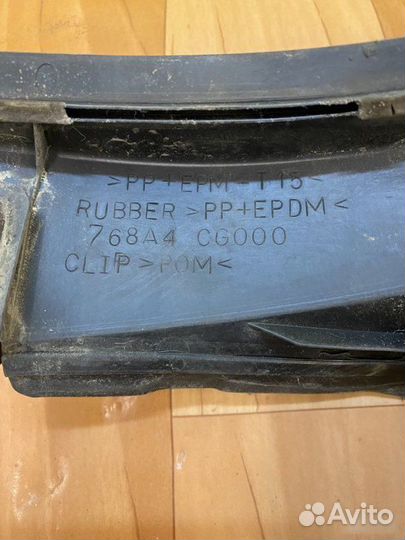 >PP+EPM-T15<
RUBBER >PP+EPDM<
768A4 CG000
CLIP >POM<
Avito